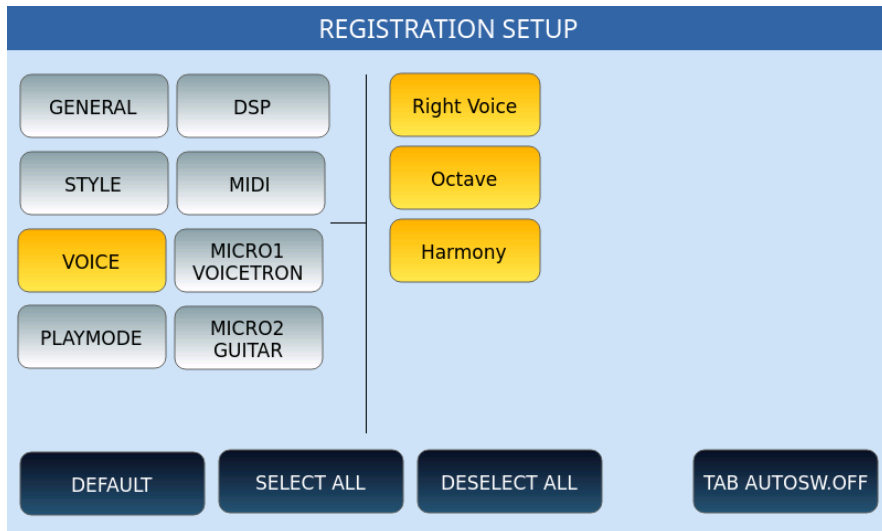 REGISTRATION SETUP
GENERAL
DSP
STYLE
MIDI
VOICE
MICRO1
VOICETRON
PLAYMODE
MICRO2
GUITAR
Right Voice
Octave
Harmony
DEFAULT
SELECT ALL
DESELECT ALL
TAB AUTOSW.OFF